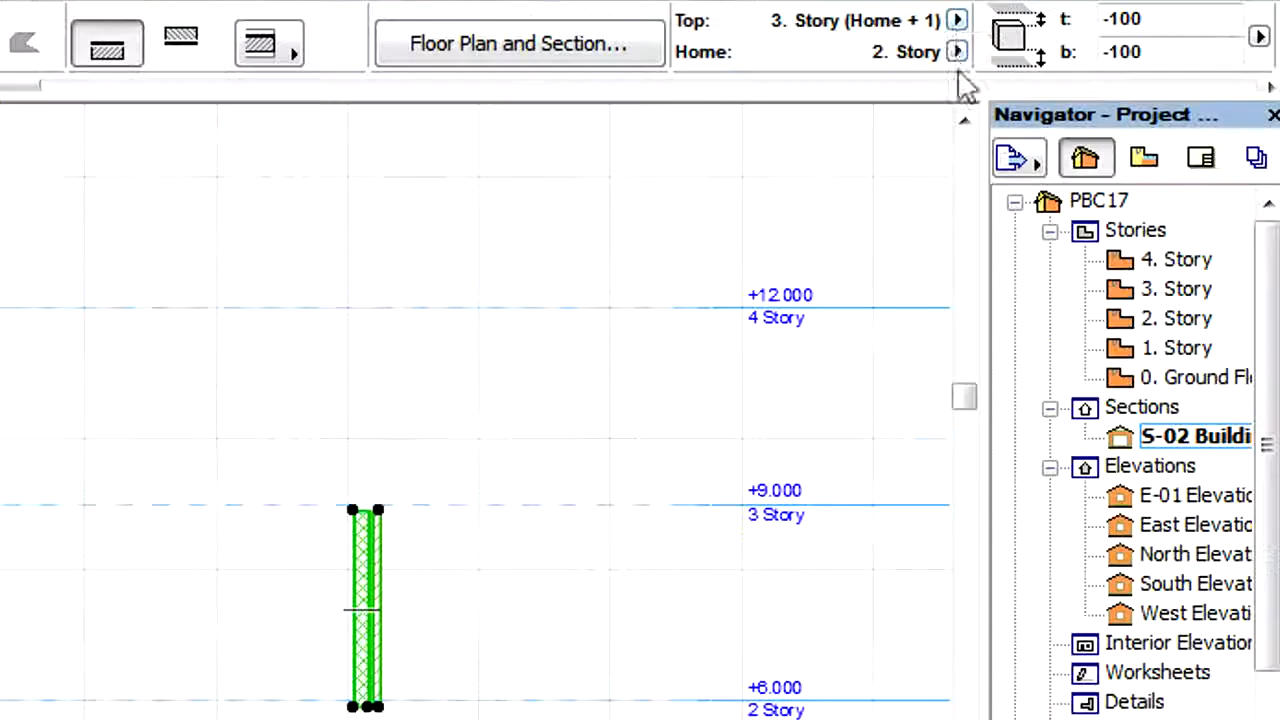 Floor Plan and Section...
Top: 3. Story (Home + 1)
Home: 2. Story
t: -100
b: -100
Navigator - Project ...
PBC17
Stories
4. Story
3. Story
2. Story
1. Story
0. Ground Fl
Sections
S-02 Buildi
Elevations
E-01 Elevatic
East Elevatic
North Elevat
South Elevat
West Elevati
Interior Elevation
Worksheets
Details
+12.000
4 Story
+9.000
3 Story
+6.000
2 Story